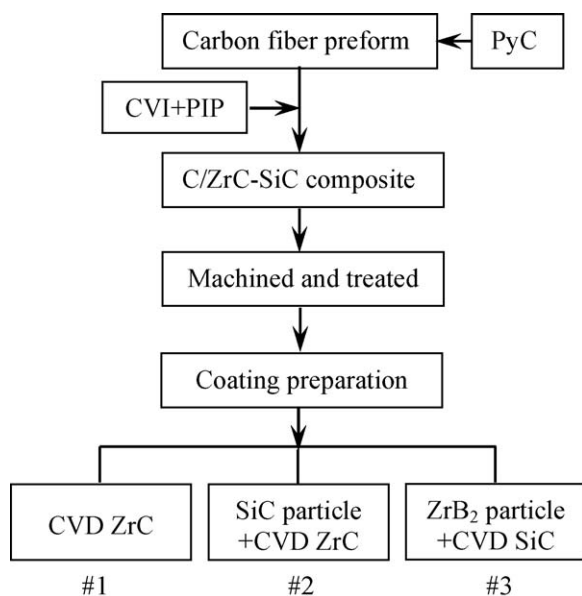 Carbon fiber preform
PyC
CVI+PIP
C/ZrC-SiC composite
Machined and treated
Coating preparation
CVD ZrC
SiC particle
+CVD ZrC
ZrB₂ particle
+CVD SiC
#1
#2
#3